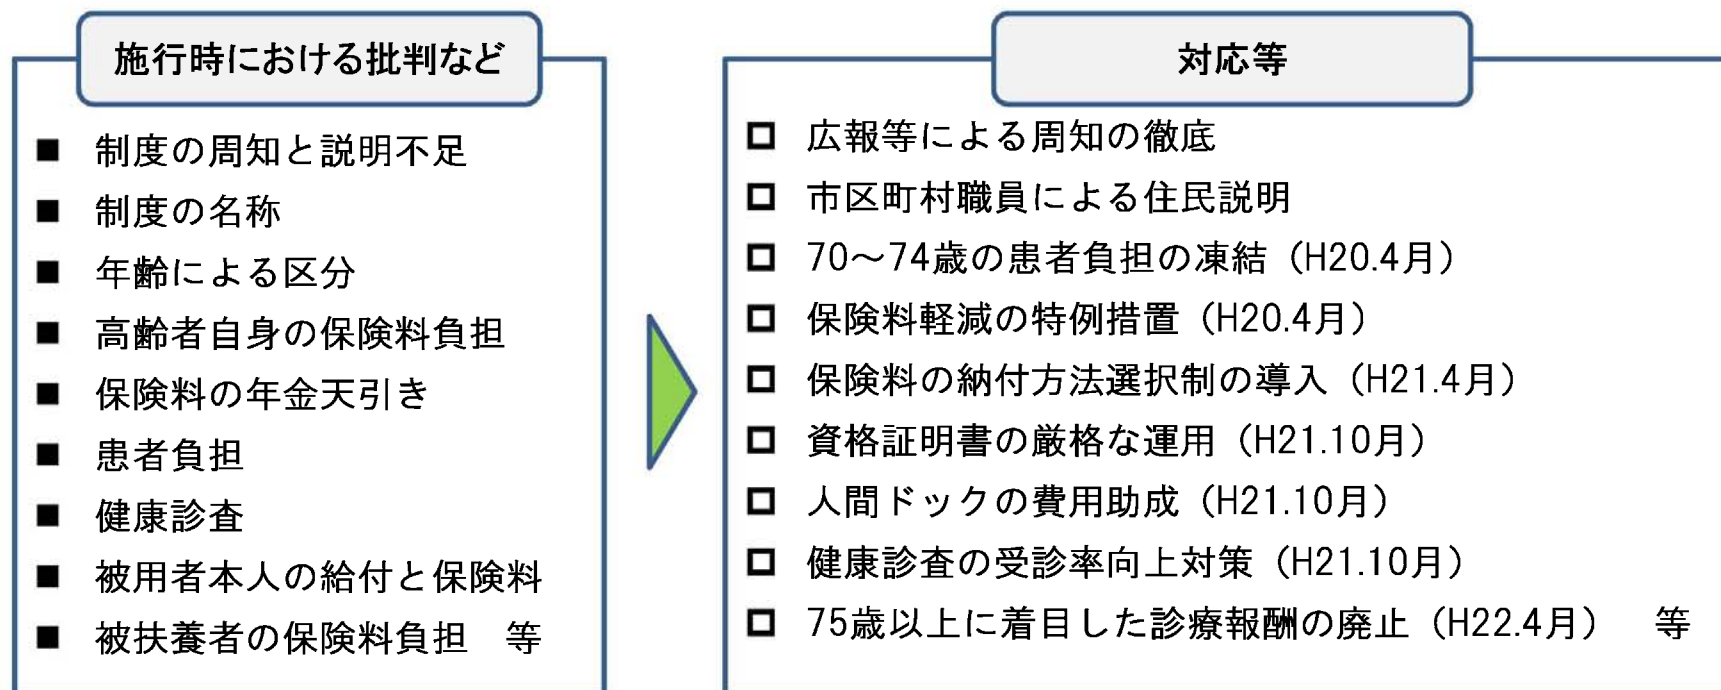 施行時における批判など
■ 制度の周知と説明不足
■ 制度の名称
■ 年齢による区分
■ 高齢者自身の保険料負担
■ 保険料の年金天引き
■ 患者負担
■ 健康診査
■ 被用者本人の給付と保険料
■ 被扶養者の保険料負担　等
対応等
□ 広報等による周知の徹底
□ 市区町村職員による住民説明
□ 70～74歳の患者負担の凍結（H20.4月）
□ 保険料軽減の特例措置（H20.4月）
□ 保険料の納付方法選択制の導入（H21.4月）
□ 資格証明書の厳格な運用（H21.10月）
□ 人間ドックの費用助成（H21.10月）
□ 健康診査の受診率向上対策（H21.10月）
□ 75歳以上に着目した診療報酬の廃止（H22.4月）　等